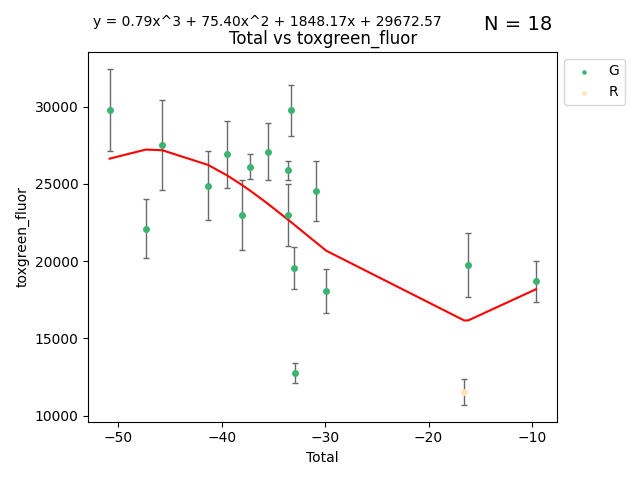 y = 0.79x^3 + 75.40x^2 + 1848.17x + 29672.57
N = 18
Total vs toxgreen_fluor
G
R
30000
25000
20000
15000
10000
toxgreen_fluor
−50
−40
−30
−20
−10
Total